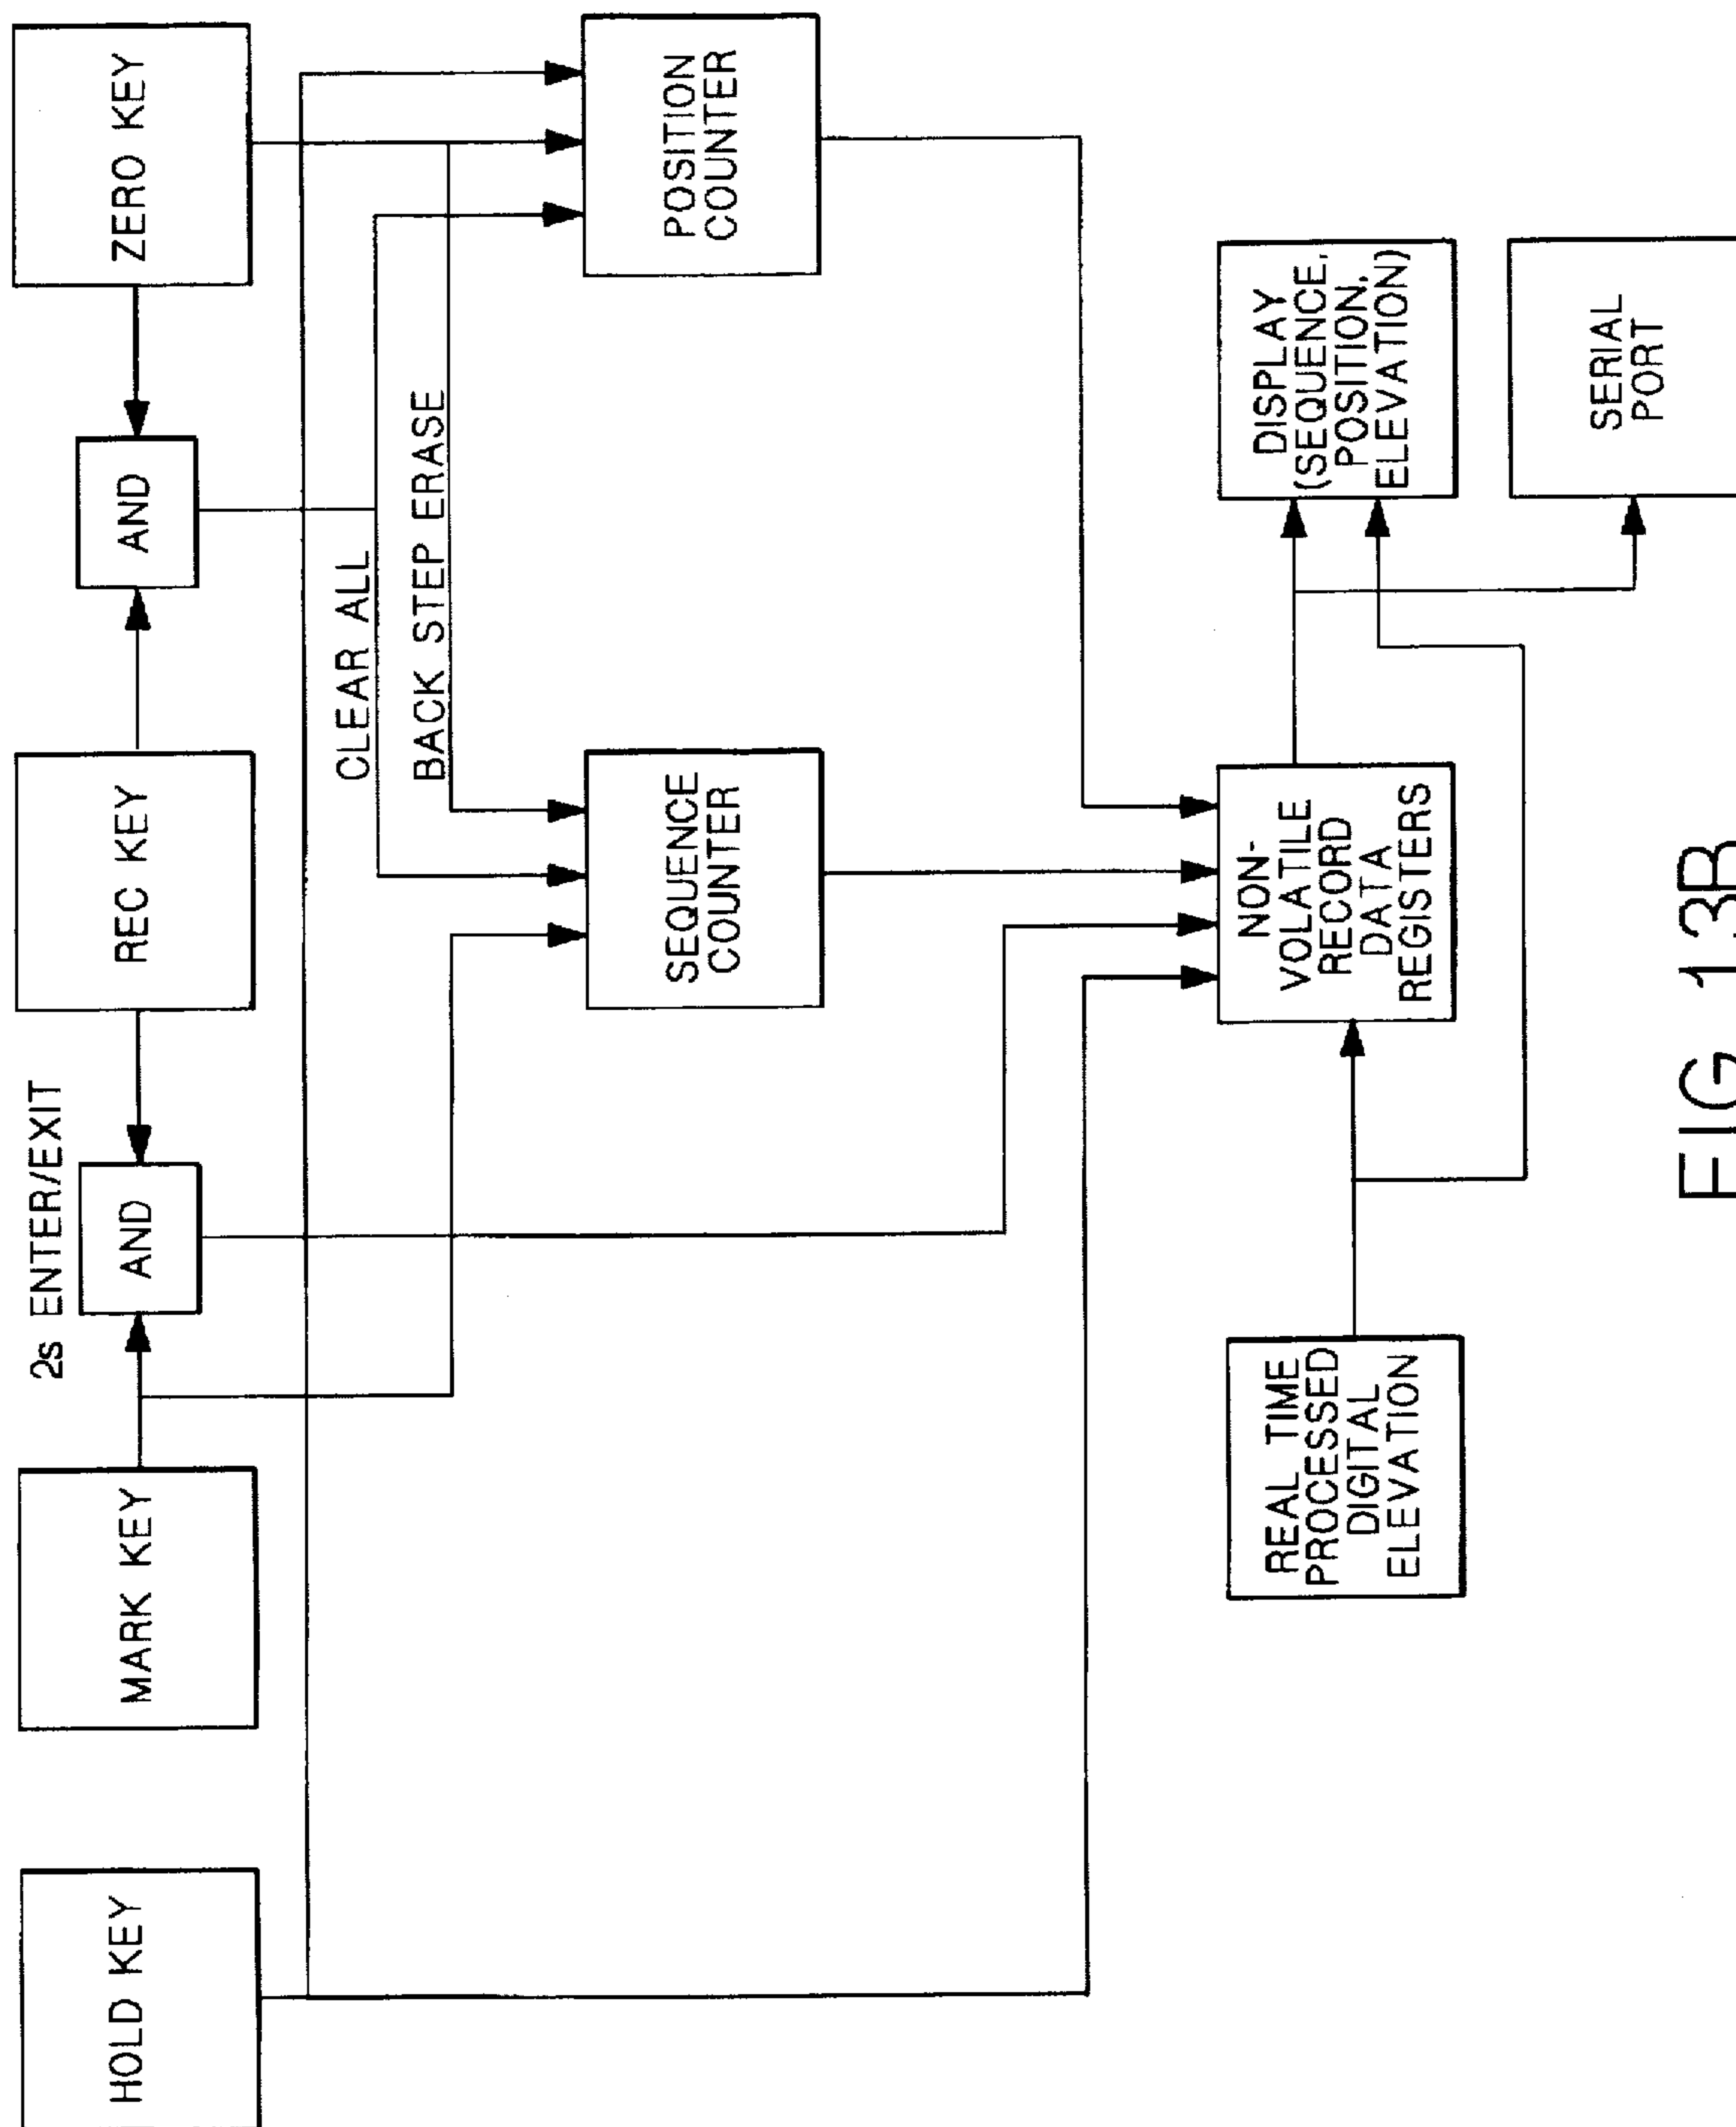 HOLD KEY
MARK KEY
2s ENTER/EXIT
AND
REC KEY
AND
ZERO KEY
CLEAR ALL
BACK STEP ERASE
SEQUENCE
COUNTER
POSITION
COUNTER
REAL TIME
PROCESSED
DIGITAL
ELEVATION
NON-
VOLATILE
RECORD
DATA
REGISTERS
DISPLAY
(SEQUENCE,
POSITION,
ELEVATION)
SERIAL
PORT
FIG 13B